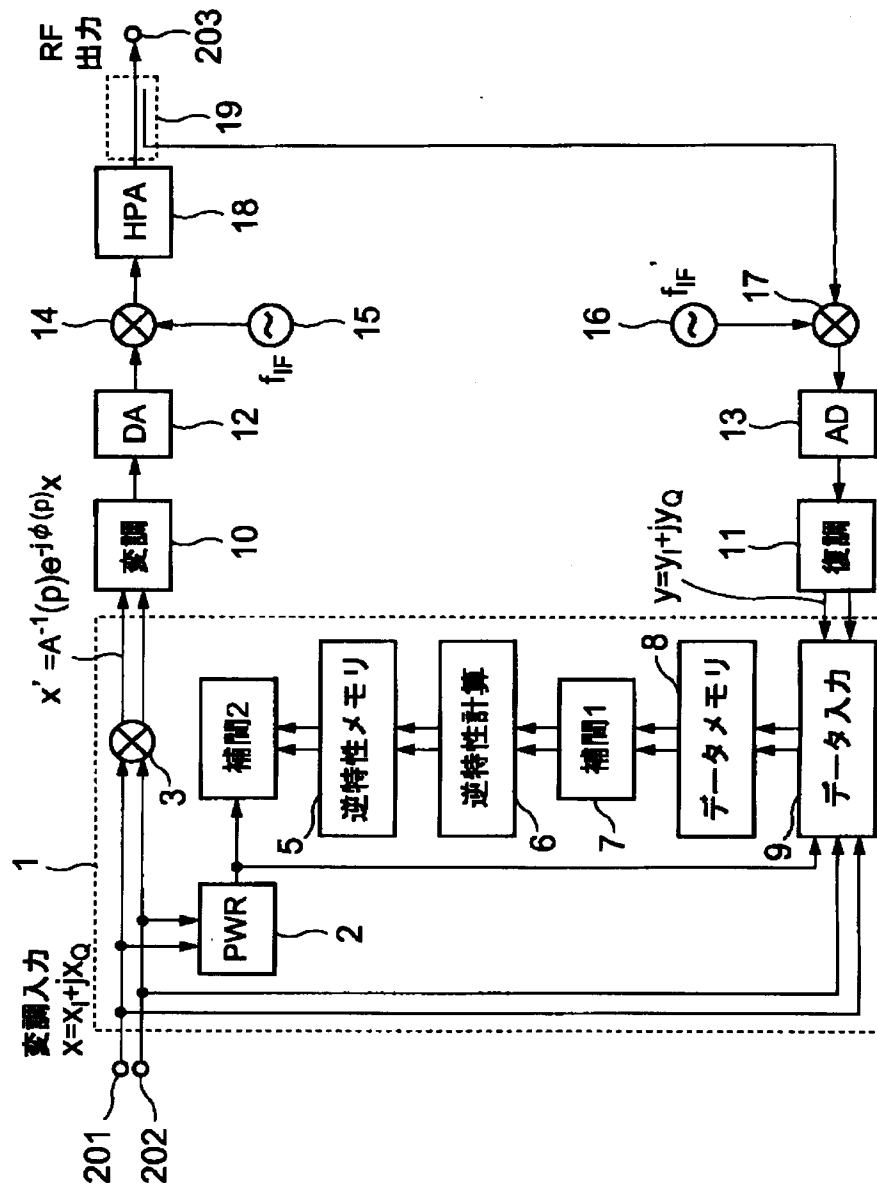 変調入力
x=x_I+jx_Q
201
202
1
3
x'=A^{-1}(p)e^{-jφ(p)}x
変調
10
DA
12
14
f_IF
15
HPA
18
19
RF
出力
203
PWR
2
補間2
逆特性メモリ
5
逆特性計算
6
補間1
7
データメモリ
8
データ入力
9
y=y_I+jy_Q
復調
11
AD
13
16
f_IF'
17